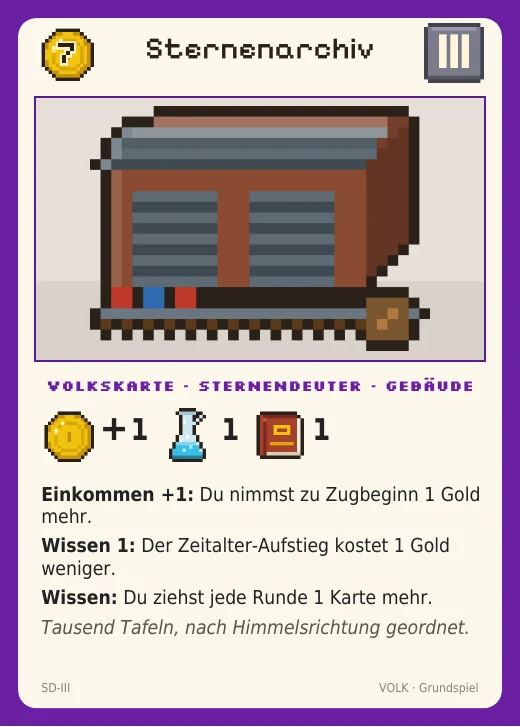 7
Sternenarchiv
III
VOLKSKARTE · STERNENDEUTER · GEBÄUDE
+1 1 1
Einkommen +1: Du nimmst zu Zugbeginn 1 Gold
mehr.
Wissen 1: Der Zeitalter-Aufstieg kostet 1 Gold
weniger.
Wissen: Du ziehst jede Runde 1 Karte mehr.
Tausend Tafeln, nach Himmelsrichtung geordnet.
SD-III
VOLK · Grundspiel